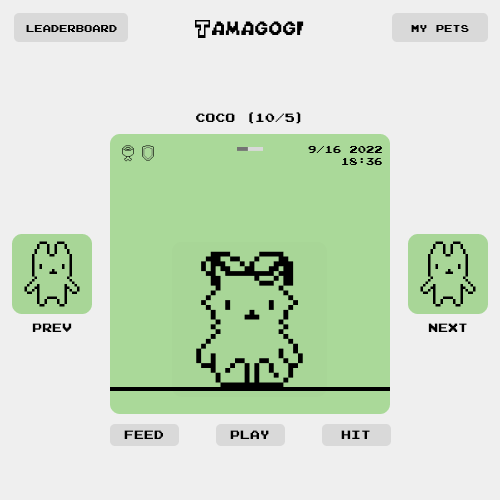 LEADERBOARD
TAMAGOGI
MY PETS
COCO (10/5)
9/16 2022
18:36
PREV
NEXT
FEED
PLAY
HIT